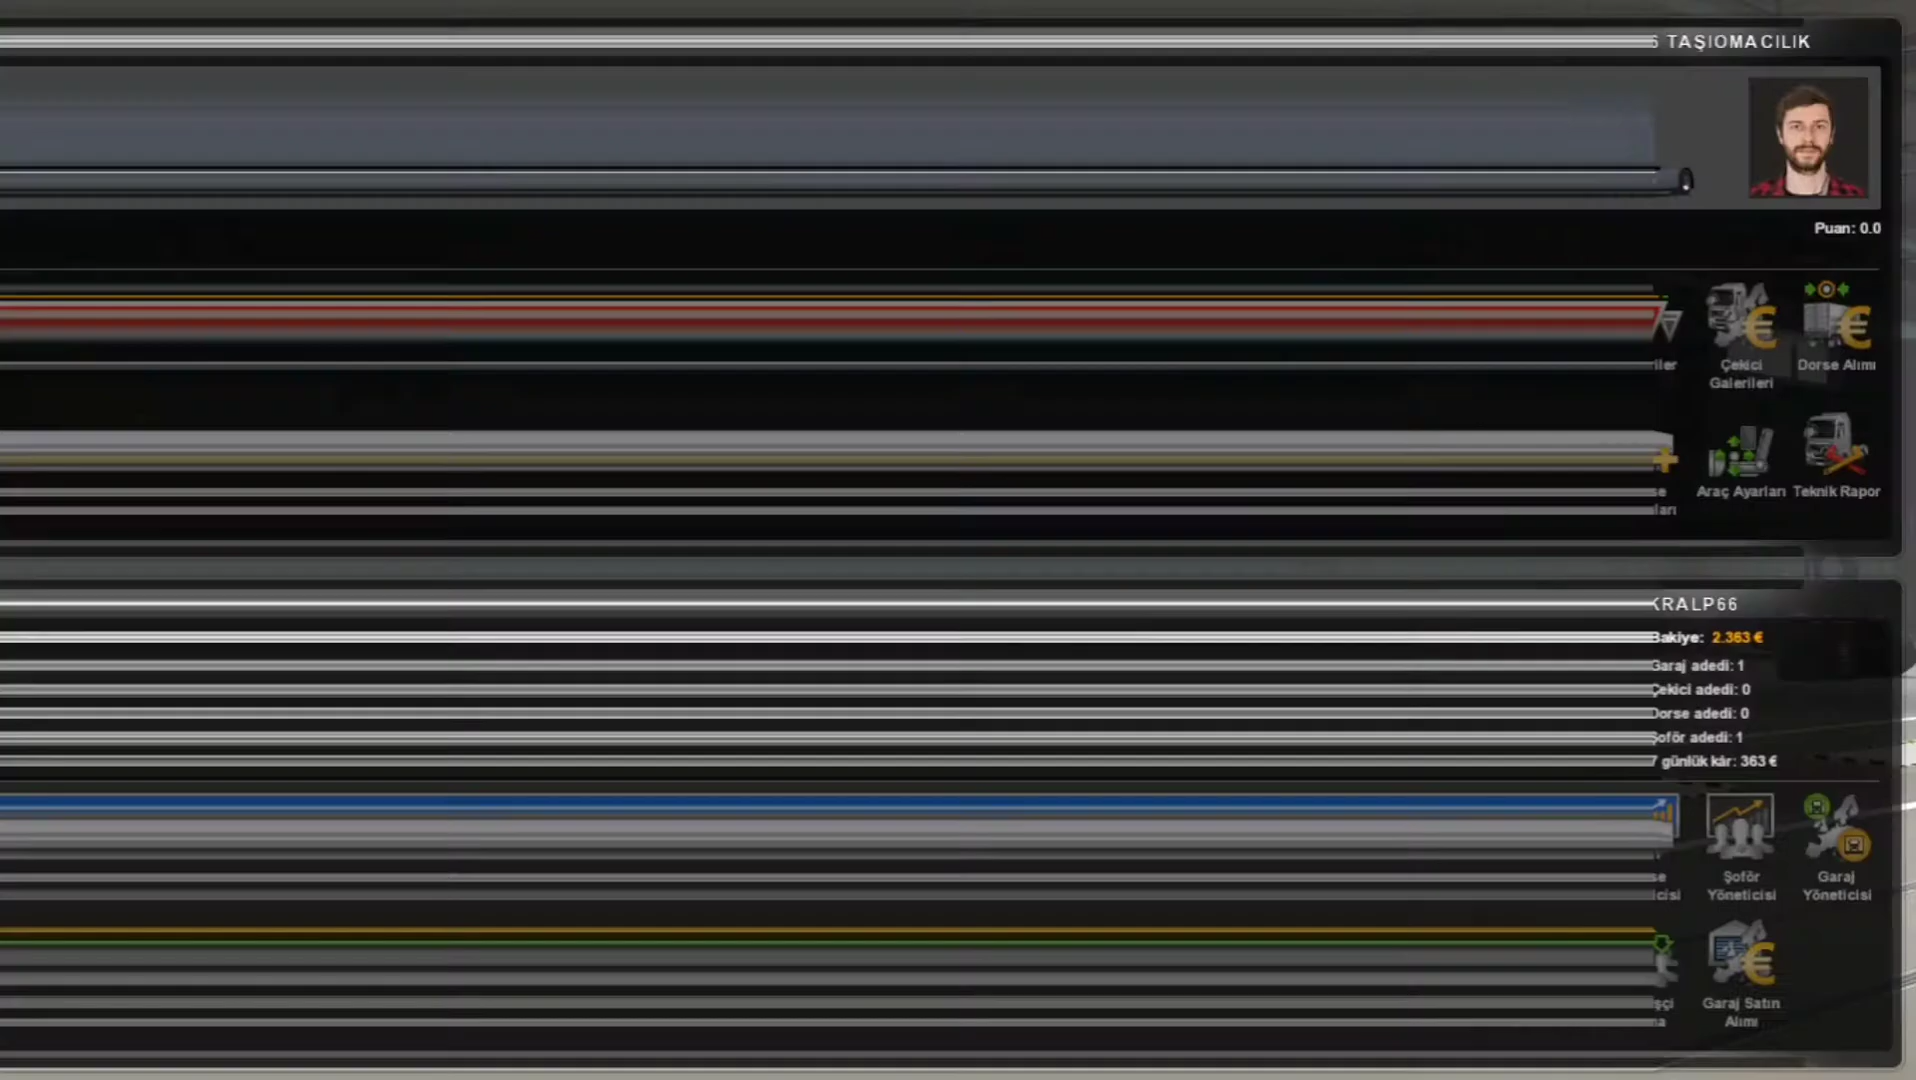 6 TAŞIOMACILIK
Puan: 0.0
Çekici
Galerileri
Dorse Alımı
Araç Ayarları
Teknik Rapor
KRALP66
Bakiye: 2.363 €
Garaj adedi: 1
Çekici adedi: 0
Dorse adedi: 0
Şoför adedi: 1
7 günlük kâr: 363 €
Şoför
Yöneticisi
Garaj
Yöneticisi
Garaj Satın
Alımı